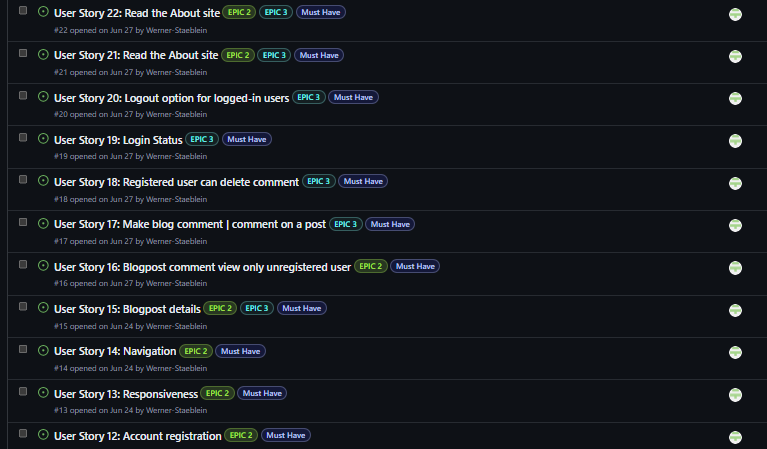 User Story 22: Read the About site EPIC 2 EPIC 3 Must Have
#22 opened on Jun 27 by Werner-Staeblein
User Story 21: Read the About site EPIC 2 EPIC 3 Must Have
#21 opened on Jun 27 by Werner-Staeblein
User Story 20: Logout option for logged-in users EPIC 3 Must Have
#20 opened on Jun 27 by Werner-Staeblein
User Story 19: Login Status EPIC 3 Must Have
#19 opened on Jun 27 by Werner-Staeblein
User Story 18: Registered user can delete comment EPIC 3 Must Have
#18 opened on Jun 27 by Werner-Staeblein
User Story 17: Make blog comment | comment on a post EPIC 3 Must Have
#17 opened on Jun 27 by Werner-Staeblein
User Story 16: Blogpost comment view only unregistered user EPIC 2 Must Have
#16 opened on Jun 27 by Werner-Staeblein
User Story 15: Blogpost details EPIC 2 EPIC 3 Must Have
#15 opened on Jun 24 by Werner-Staeblein
User Story 14: Navigation EPIC 2 Must Have
#14 opened on Jun 24 by Werner-Staeblein
User Story 13: Responsiveness EPIC 2 Must Have
#13 opened on Jun 24 by Werner-Staeblein
User Story 12: Account registration EPIC 2 Must Have